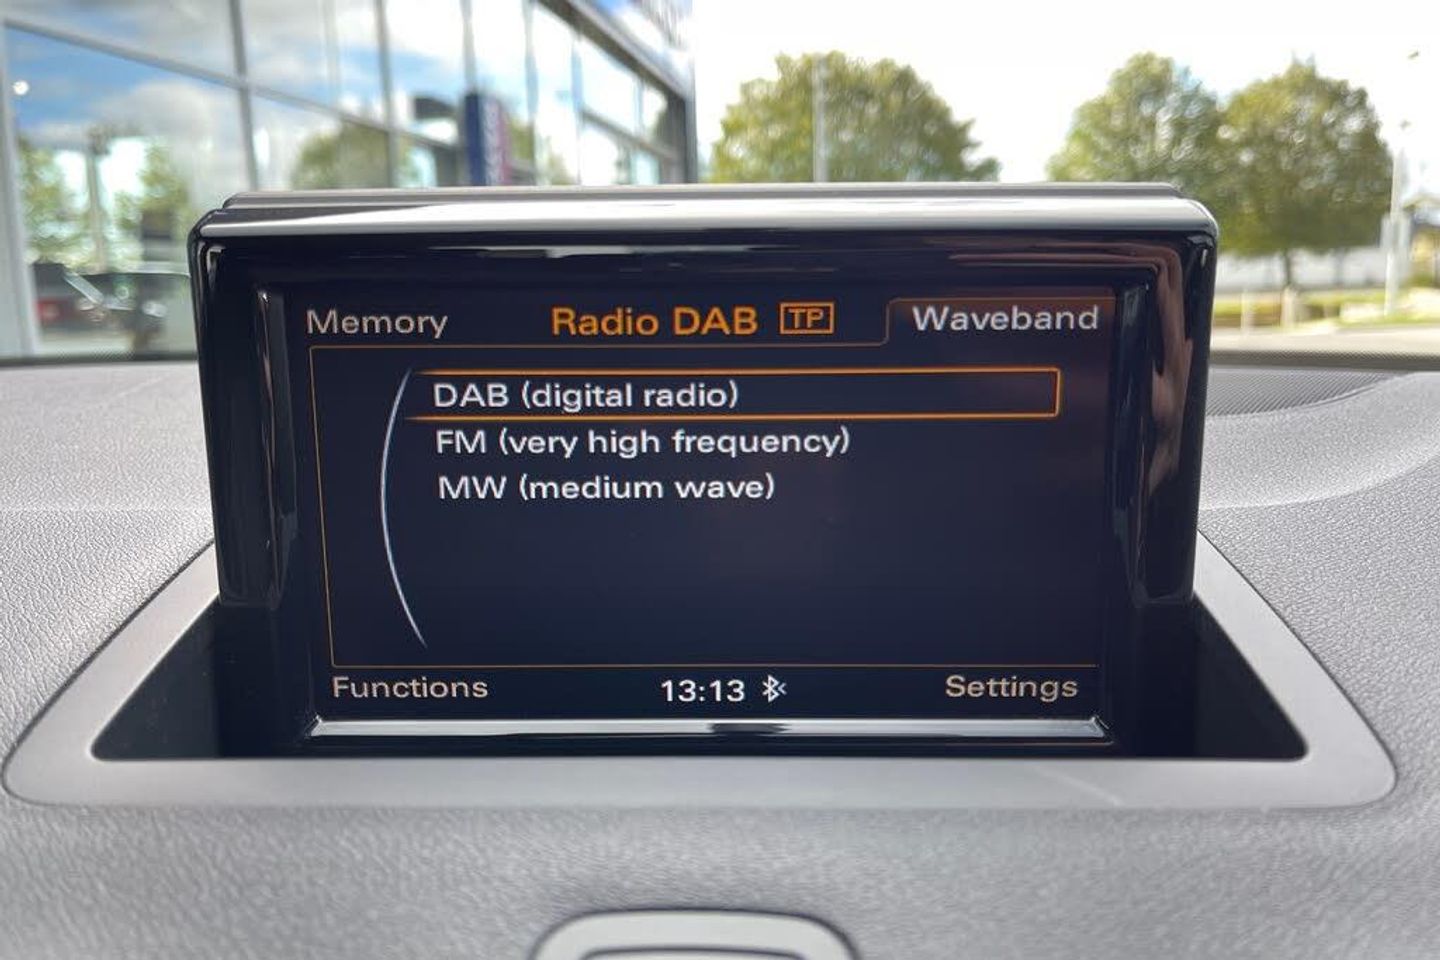 Memory Radio DAB TP Waveband
DAB (digital radio)
FM (very high frequency)
MW (medium wave)
Functions 13:13 Settings